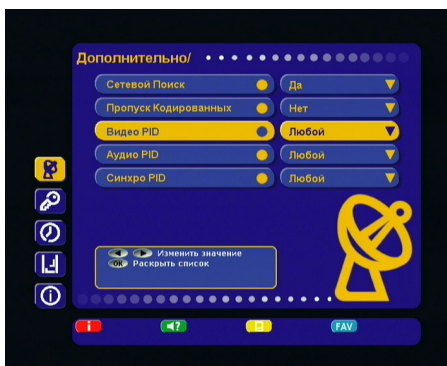 Дополнительно/
Сетевой Поиск Да
Пропуск Кодированных Нет
Видео PID Любой
Аудио PID Любой
Синхро PID Любой
Изменить значение
OK Раскрыть список
i ◄? FAV